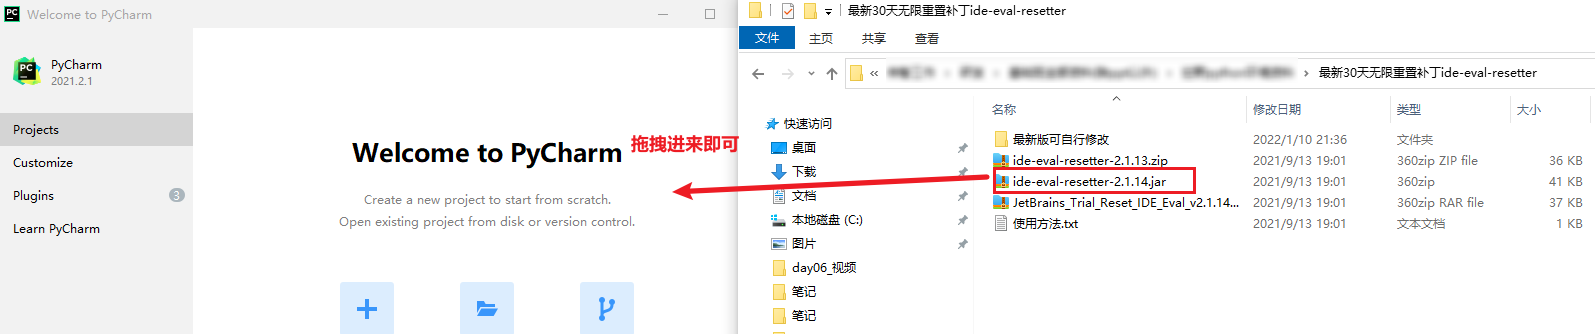 Welcome to PyCharm
PyCharm
2021.2.1
Projects
Customize
Plugins
3
Learn PyCharm
Welcome to PyCharm
Create a new project to start from scratch.
Open existing project from disk or version control.
拖拽进来即可
最新30天无限重置补丁ide-eval-resetter
文件
主页
共享
查看
« › 最新30天无限重置补丁ide-eval-resetter
快速访问
桌面
下载
文档
本地磁盘 (C:)
图片
day06_视频
笔记
笔记
名称 修改日期 类型 大小
最新版可自行修改 2022/1/10 21:36 文件夹
ide-eval-resetter-2.1.13.zip 2021/9/13 19:01 360zip ZIP file 36 KB
ide-eval-resetter-2.1.14.jar 2021/9/13 19:01 360zip 41 KB
JetBrains_Trial_Reset_IDE_Eval_v2.1.14... 2021/9/13 19:01 360zip RAR file 37 KB
使用方法.txt 2021/9/13 19:01 文本文档 1 KB